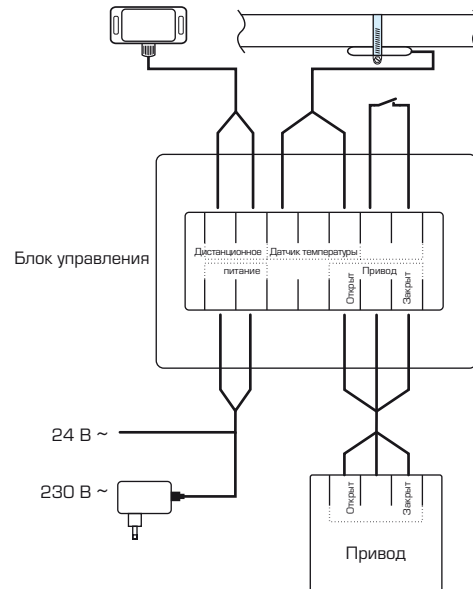 Блок управления
Дистанционное
Датчик температуры
питание
Привод
Открыт
Закрыт
24 В ~
230 В ~
Открыт
Закрыт
Привод